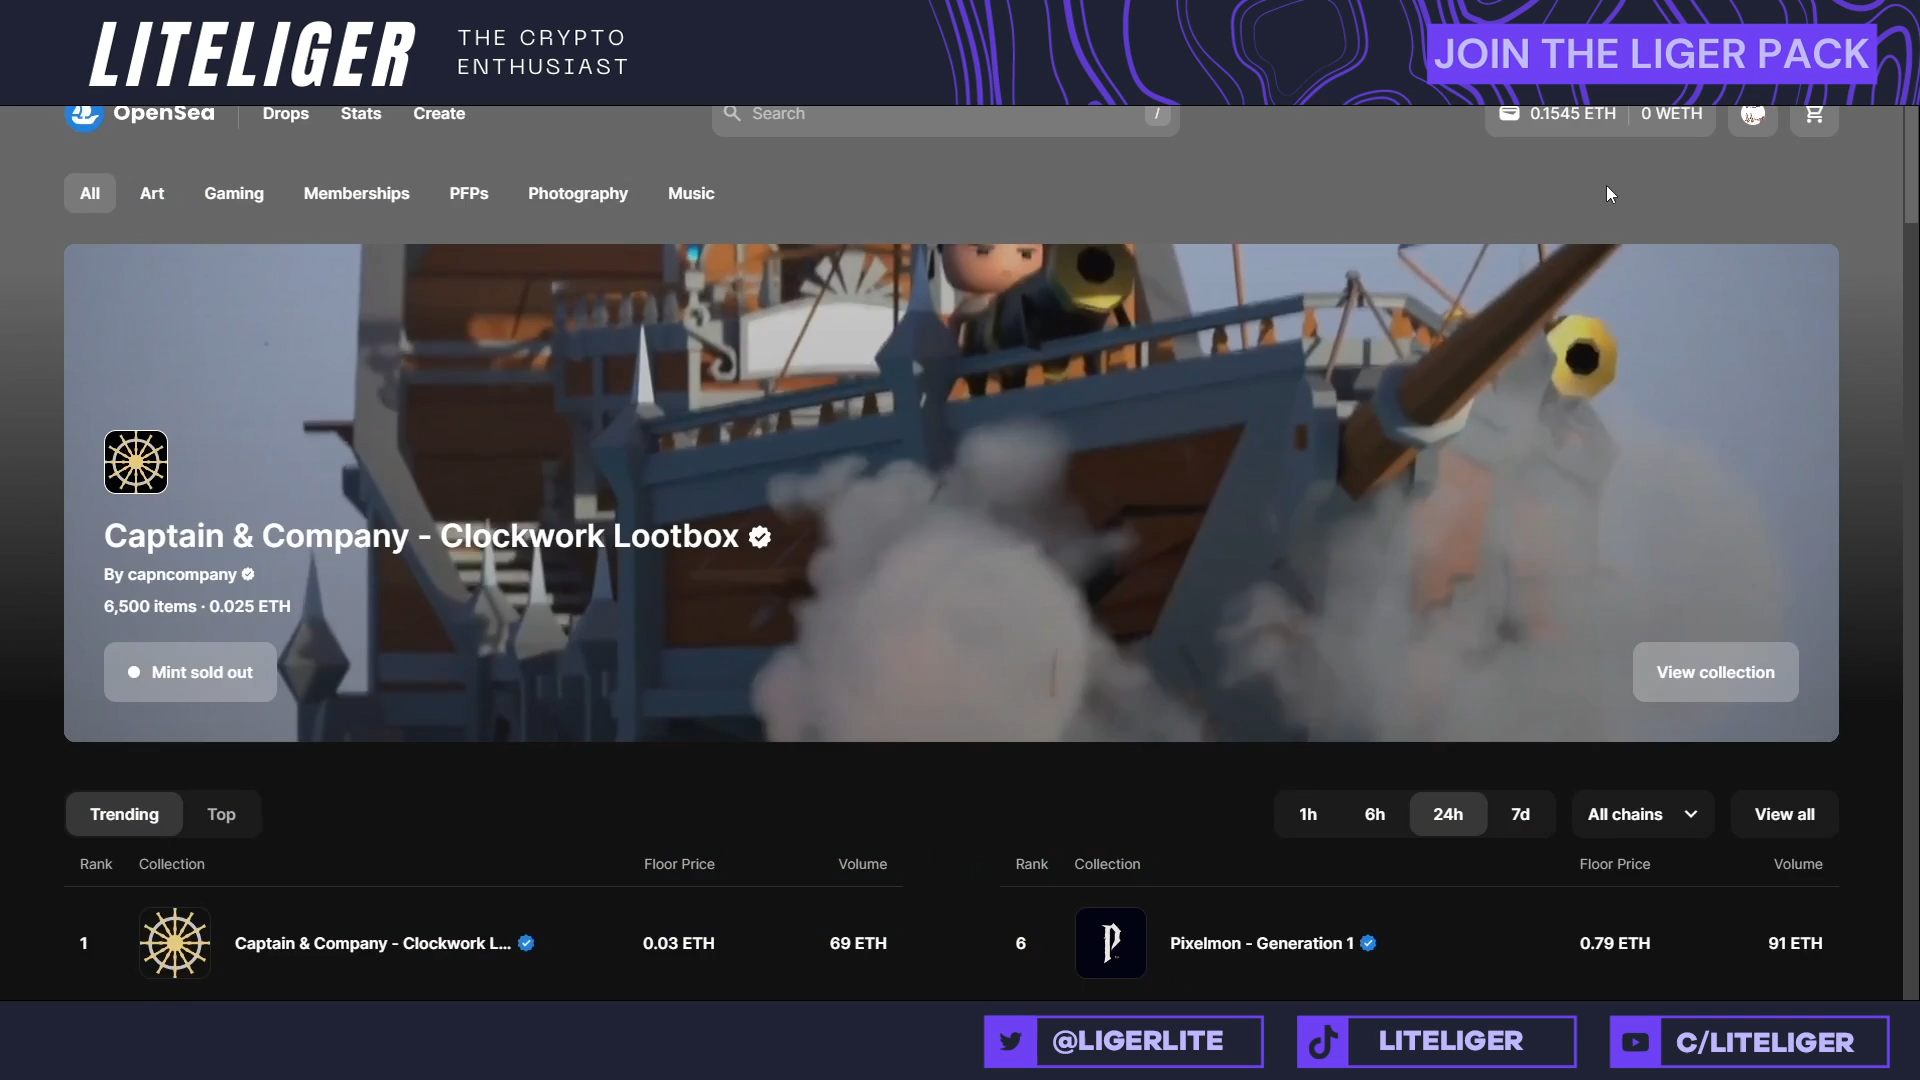 LITELIGER
THE CRYPTO
ENTHUSIAST
JOIN THE LIGER PACK
OpenSea
Drops
Stats
Create
Search
/
0.1545 ETH
0 WETH
All
Art
Gaming
Memberships
PFPs
Photography
Music
Captain & Company - Clockwork Lootbox
By capncompany
6,500 items · 0.025 ETH
Mint sold out
View collection
Trending
Top
1h
6h
24h
7d
All chains
View all
Rank
Collection
Floor Price
Volume
Rank
Collection
Floor Price
Volume
1
Captain & Company - Clockwork L...
0.03 ETH
69 ETH
6
P
Pixelmon - Generation 1
0.79 ETH
91 ETH
@LIGERLITE
LITELIGER
C/LITELIGER